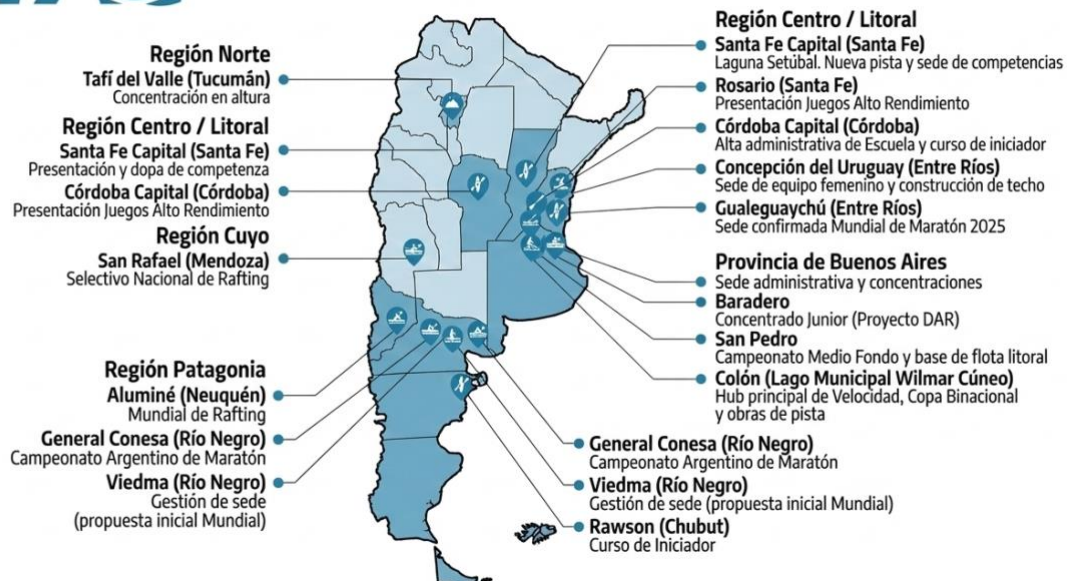 Región Norte
Tafí del Valle (Tucumán)
Concentración en altura
Región Centro / Litoral
Santa Fe Capital (Santa Fe)
Presentación y dopa de competenza
Córdoba Capital (Córdoba)
Presentación Juegos Alto Rendimiento
Región Cuyo
San Rafael (Mendoza)
Selectivo Nacional de Rafting
Región Patagonia
Aluminé (Neuquén)
Mundial de Rafting
General Conesa (Río Negro)
Campeonato Argentino de Maratón
Viedma (Río Negro)
Gestión de sede
(propuesta inicial Mundial)
Región Centro / Litoral
Santa Fe Capital (Santa Fe)
Laguna Setúbal. Nueva pista y sede de competencias
Rosario (Santa Fe)
Presentación Juegos Alto Rendimiento
Córdoba Capital (Córdoba)
Alta administrativa de Escuela y curso de iniciador
Concepción del Uruguay (Entre Ríos)
Sede de equipo femenino y construcción de techo
Gualeguaychú (Entre Ríos)
Sede confirmada Mundial de Maratón 2025
Provincia de Buenos Aires
Sede administrativa y concentraciones
Baradero
Concentrado Junior (Proyecto DAR)
San Pedro
Campeonato Medio Fondo y base de flota litoral
Colón (Lago Municipal Wilmar Cúneo)
Hub principal de Velocidad, Copa Binacional
y obras de pista
General Conesa (Río Negro)
Campeonato Argentino de Maratón
Viedma (Río Negro)
Gestión de sede (propuesta inicial Mundial)
Rawson (Chubut)
Curso de Iniciador